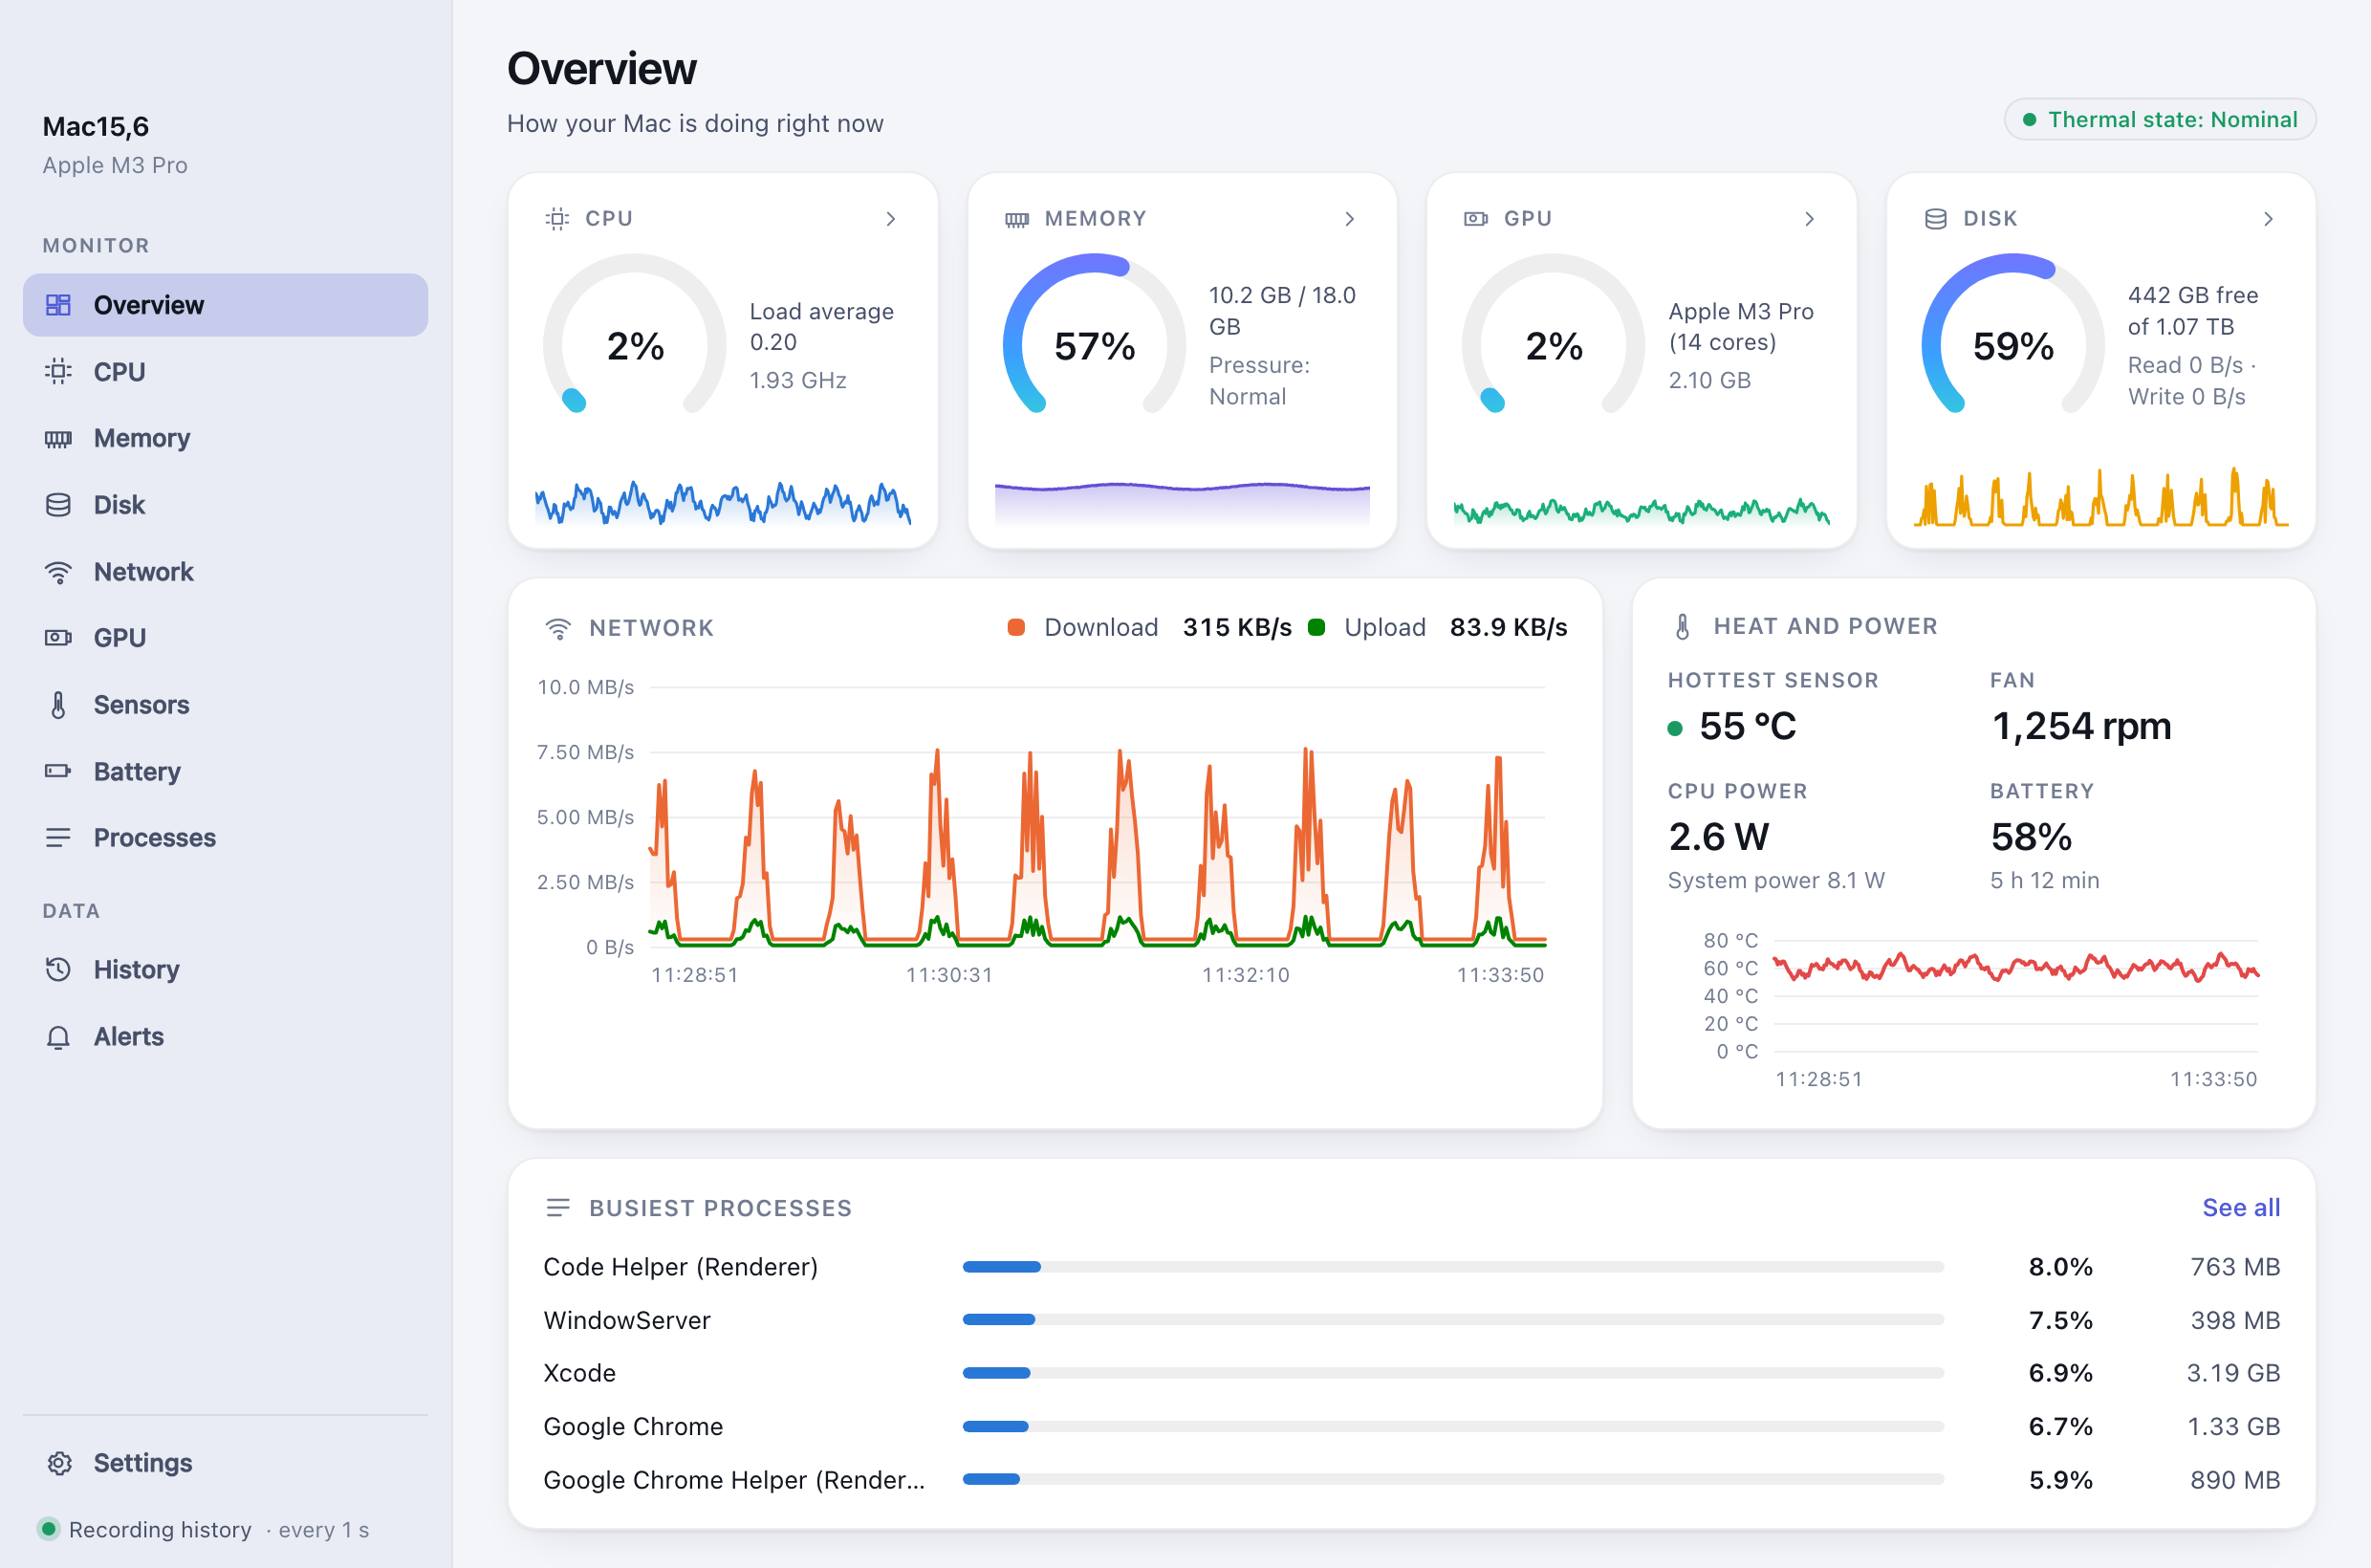 Mac15,6
Apple M3 Pro
MONITOR
Overview
CPU
Memory
Disk
Network
GPU
Sensors
Battery
Processes
DATA
History
Alerts
Settings
Recording history · every 1 s
Overview
How your Mac is doing right now
Thermal state: Nominal
CPU
2%
Load average
0.20
1.93 GHz
MEMORY
57%
10.2 GB / 18.0
GB
Pressure:
Normal
GPU
2%
Apple M3 Pro
(14 cores)
2.10 GB
DISK
59%
442 GB free
of 1.07 TB
Read 0 B/s ·
Write 0 B/s
NETWORK
Download 315 KB/s Upload 83.9 KB/s
10.0 MB/s
7.50 MB/s
5.00 MB/s
2.50 MB/s
0 B/s
11:28:51 11:30:31 11:32:10 11:33:50
HEAT AND POWER
HOTTEST SENSOR
55 °C
FAN
1,254 rpm
CPU POWER
2.6 W
System power 8.1 W
BATTERY
58%
5 h 12 min
80 °C
60 °C
40 °C
20 °C
0 °C
11:28:51 11:33:50
BUSIEST PROCESSES
See all
Code Helper (Renderer) 8.0% 763 MB
WindowServer 7.5% 398 MB
Xcode 6.9% 3.19 GB
Google Chrome 6.7% 1.33 GB
Google Chrome Helper (Render... 5.9% 890 MB